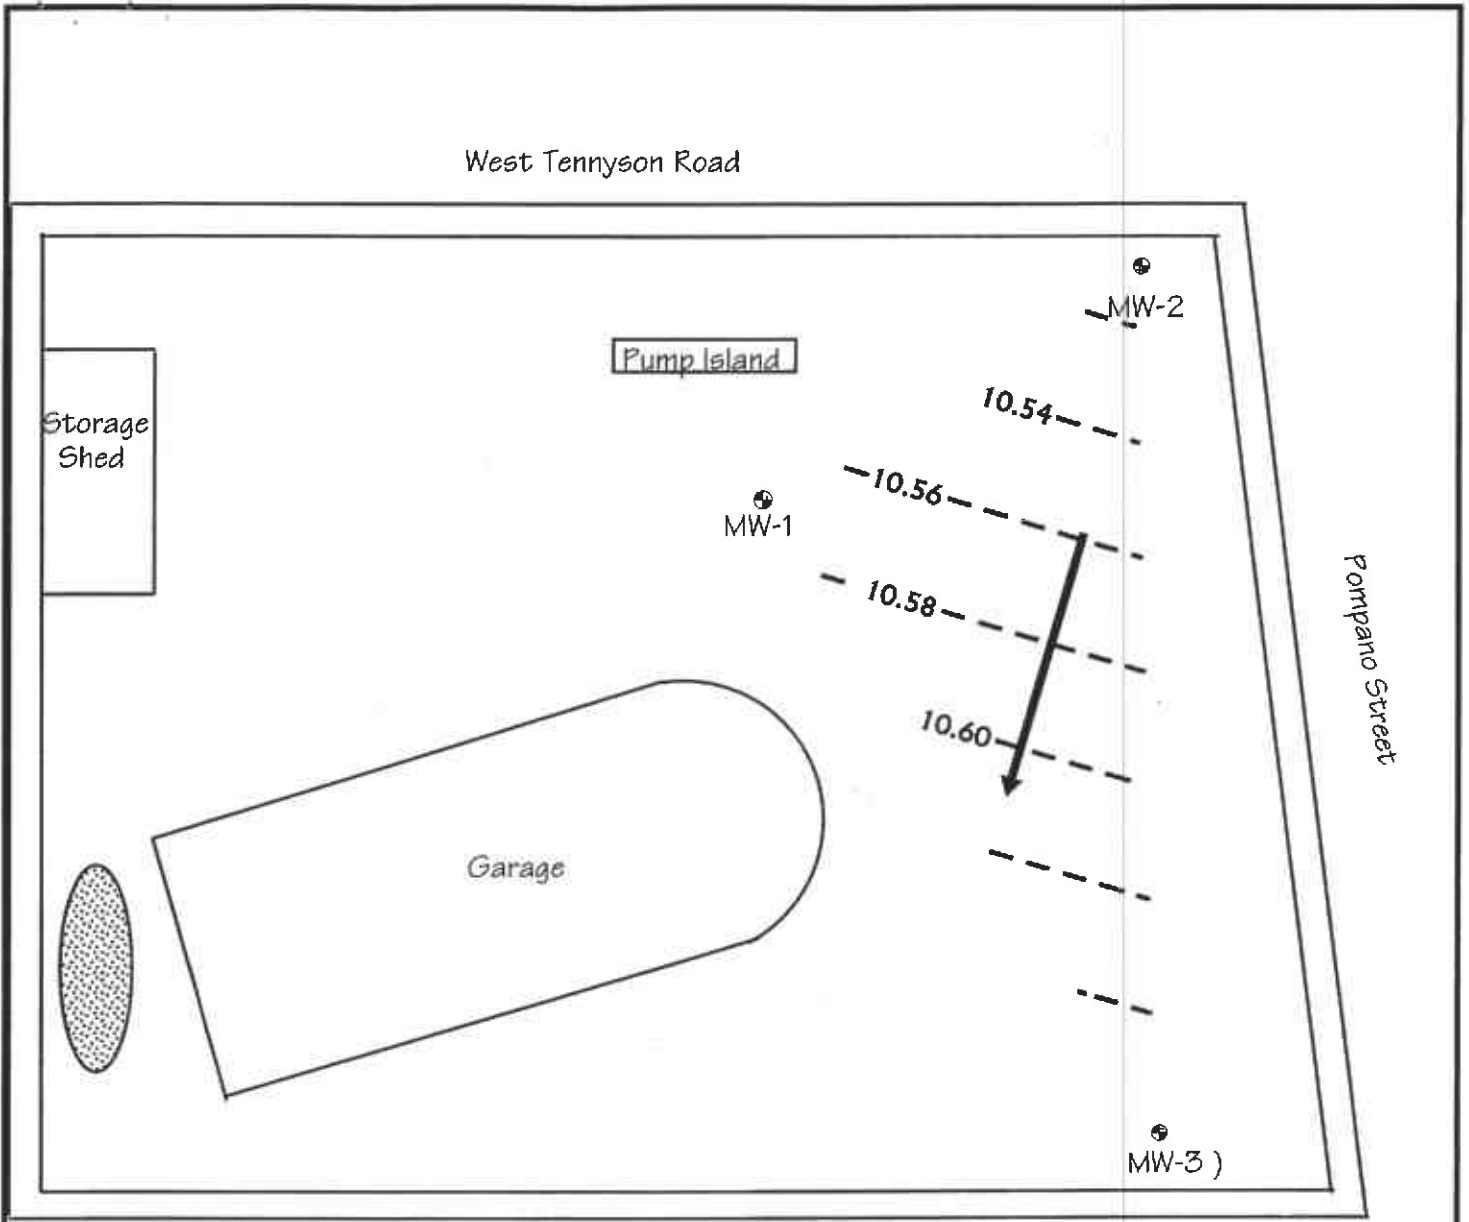 West Tennyson Road
MW-2
Pump Island
10.54
Storage
Shed
10.56
MW-1
10.58
Pompano Street
10.60
Garage
MW-3 )